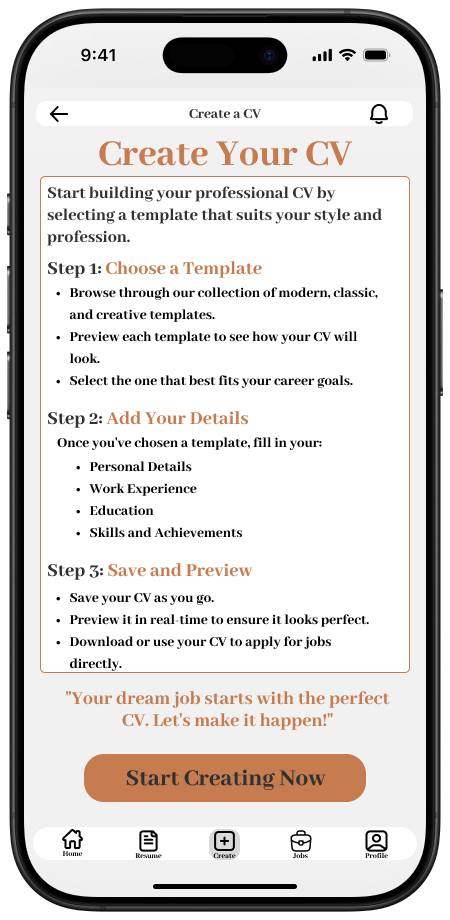 9:41
Create a CV
Create Your CV
Start building your professional CV by
selecting a template that suits your style and
profession.
Step 1: Choose a Template
• Browse through our collection of modern, classic,
and creative templates.
• Preview each template to see how your CV will
look.
• Select the one that best fits your career goals.
Step 2: Add Your Details
Once you've chosen a template, fill in your:
• Personal Details
• Work Experience
• Education
• Skills and Achievements
Step 3: Save and Preview
• Save your CV as you go.
• Preview it in real-time to ensure it looks perfect.
• Download or use your CV to apply for jobs
directly.
"Your dream job starts with the perfect
CV. Let's make it happen!"
Start Creating Now
Home Resume Create Jobs Profile